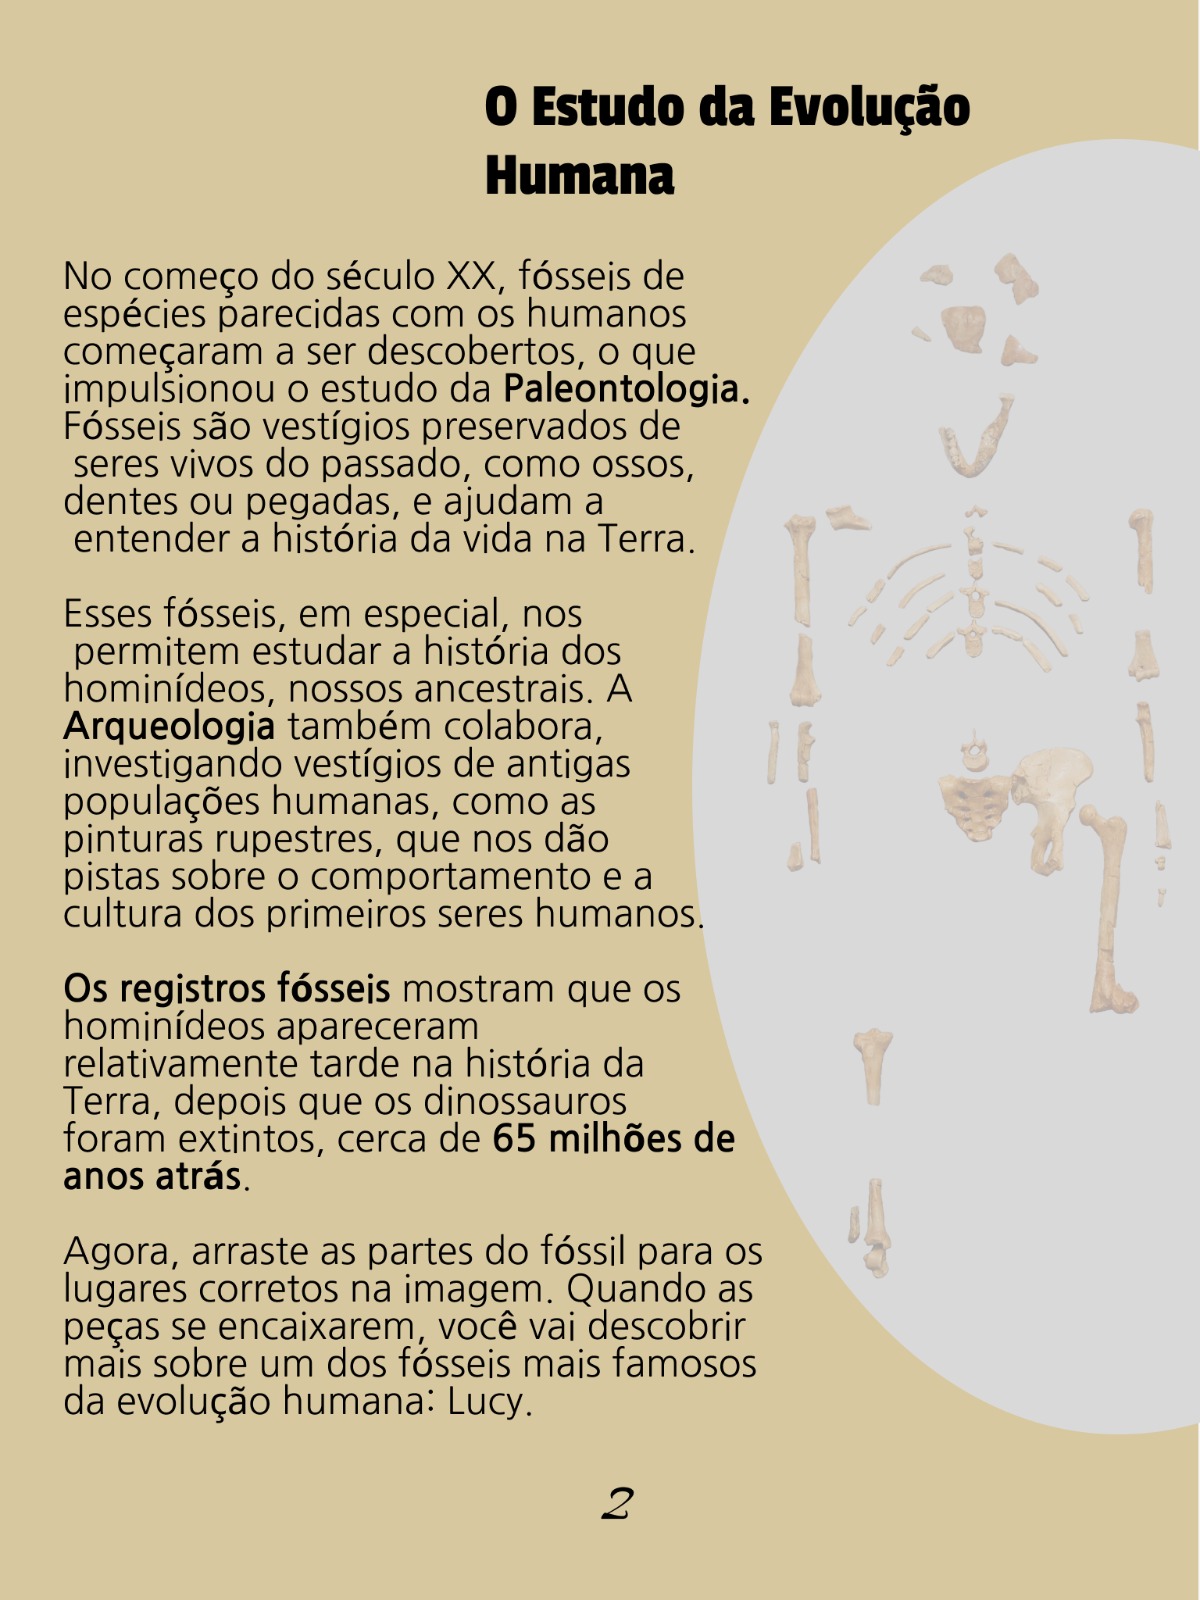 O Estudo da Evolução
Humana
No começo do século XX, fósseis de
espécies parecidas com os humanos
começaram a ser descobertos, o que
impulsionou o estudo da Paleontologia.
Fósseis são vestígios preservados de
seres vivos do passado, como ossos,
dentes ou pegadas, e ajudam a
entender a história da vida na Terra.
Esses fósseis, em especial, nos
permitem estudar a história dos
hominídeos, nossos ancestrais. A
Arqueologia também colabora,
investigando vestígios de antigas
populações humanas, como as
pinturas rupestres, que nos dão
pistas sobre o comportamento e a
cultura dos primeiros seres humanos.
Os registros fósseis mostram que os
hominídeos apareceram
relativamente tarde na história da
Terra, depois que os dinossauros
foram extintos, cerca de 65 milhões de
anos atrás.
Agora, arraste as partes do fóssil para os
lugares corretos na imagem. Quando as
peças se encaixarem, você vai descobrir
mais sobre um dos fósseis mais famosos
da evolução humana: Lucy.
2